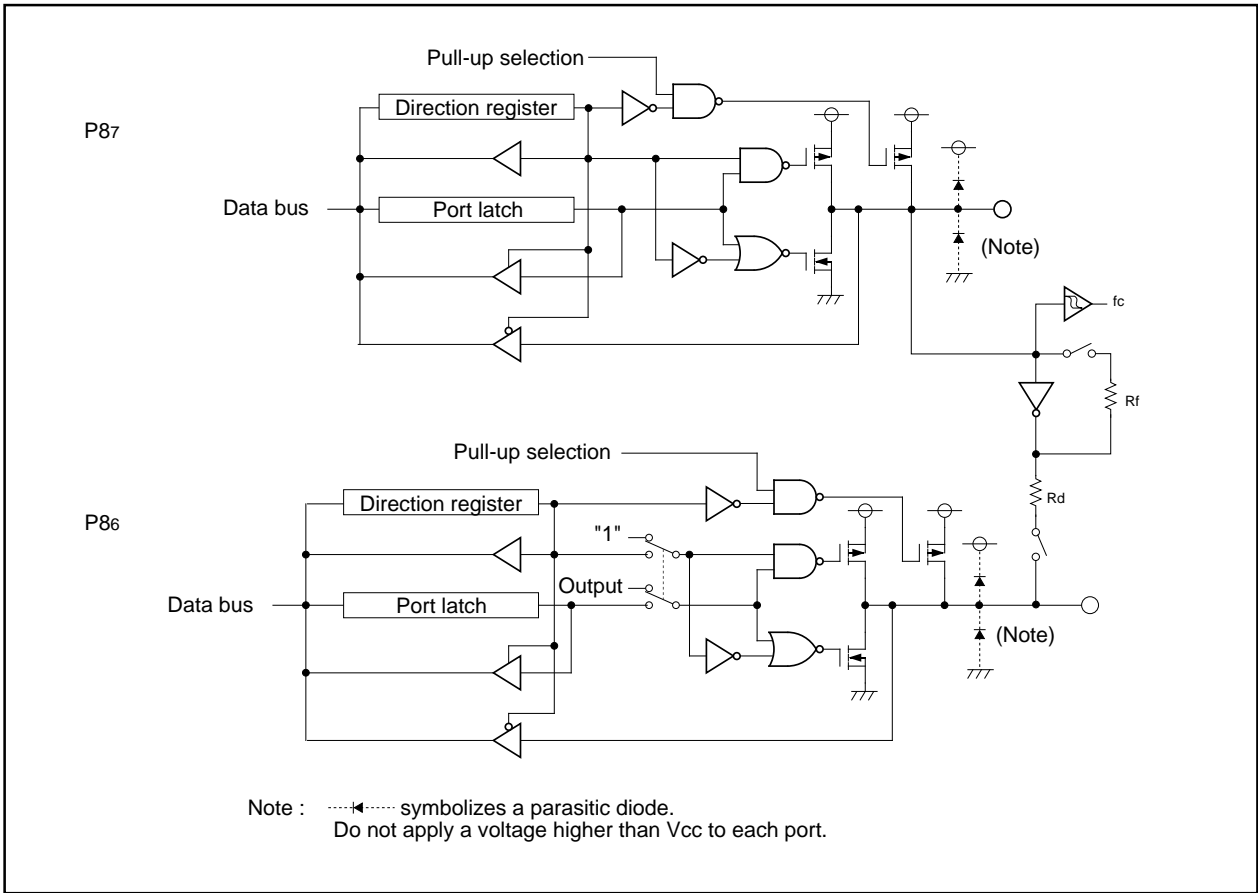 Pull-up selection
Direction register
P87
Data bus
Port latch
(Note)
fc
Rf
Pull-up selection
Direction register
Rd
P86
"1"
Output
Data bus
Port latch
(Note)
Note : symbolizes a parasitic diode.
Do not apply a voltage higher than Vcc to each port.